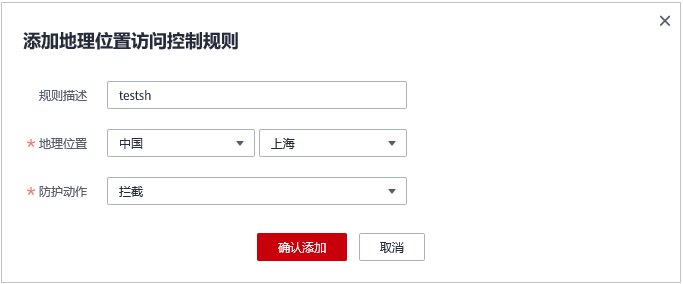 添加地理位置访问控制规则
规则描述 testsh
* 地理位置 中国 上海
* 防护动作 拦截
确认添加 取消